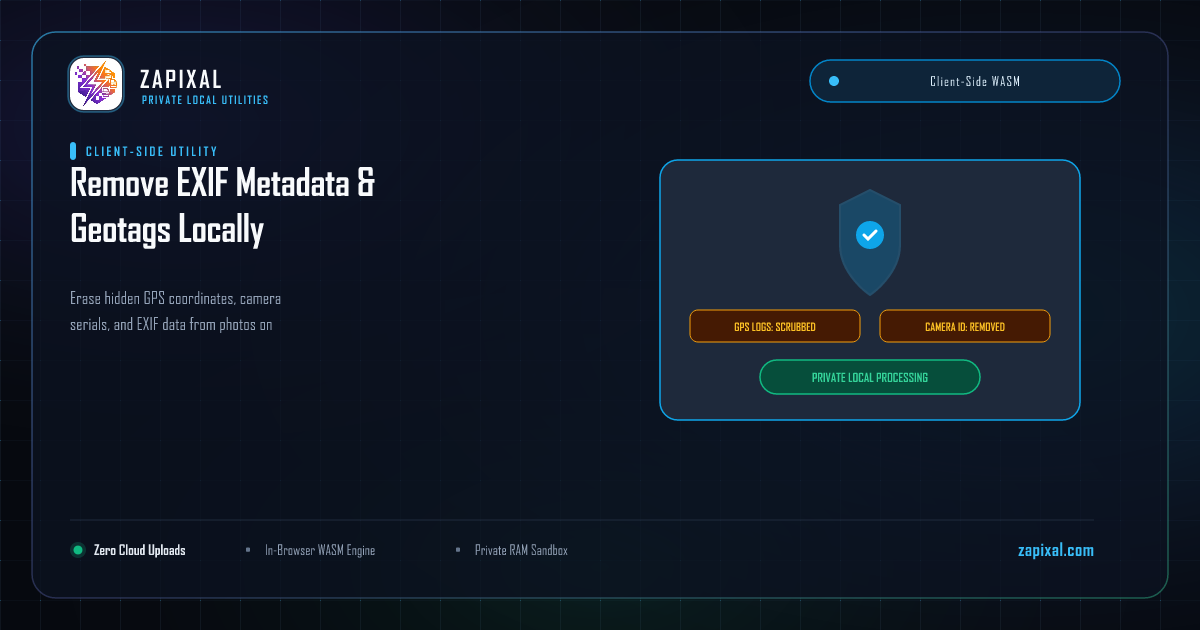 ZAPIXAL
PRIVATE LOCAL UTILITIES
Client-Side WASM
CLIENT-SIDE UTILITY
Remove EXIF Metadata &
Geotags Locally
Erase hidden GPS coordinates, camera
serials, and EXIF data from photos on
GPS LOGS: SCRUBBED
CAMERA ID: REMOVED
PRIVATE LOCAL PROCESSING
Zero Cloud Uploads
In-Browser WASM Engine
Private RAM Sandbox
zapixal.com